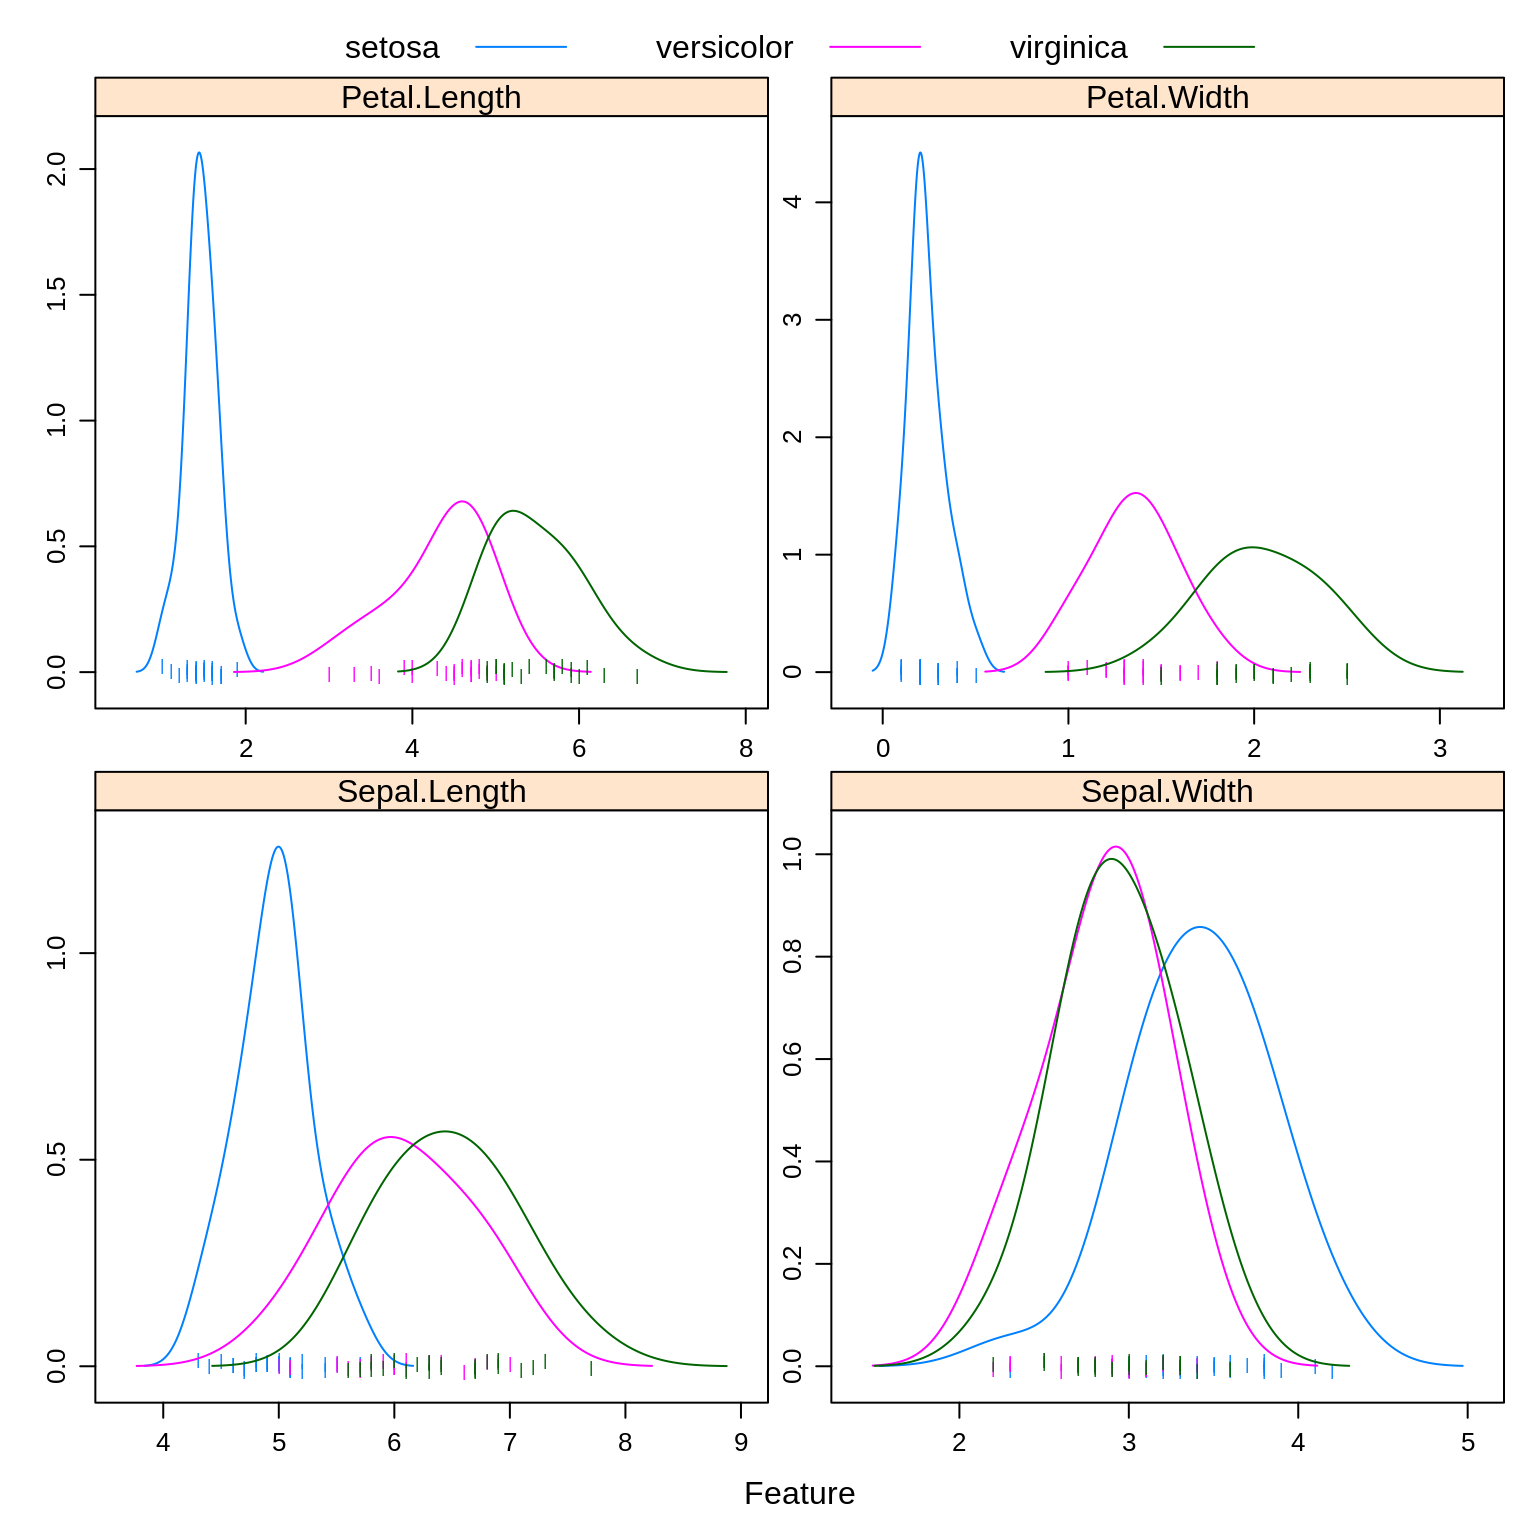 setosa versicolor virginica
Petal.Length
0.0 0.5 1.0 1.5 2.0
2 4 6 8
Petal.Width
0 1 2 3 4
0 1 2 3
Sepal.Length
0.0 0.5 1.0
4 5 6 7 8 9
Sepal.Width
0.0 0.2 0.4 0.6 0.8 1.0
2 3 4 5
Feature